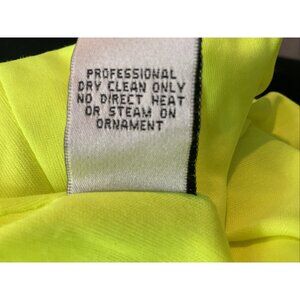 PROFESSIONAL
DRY CLEAN ONLY
NO DIRECT HEAT
OR STEAM ON
ORNAMENT